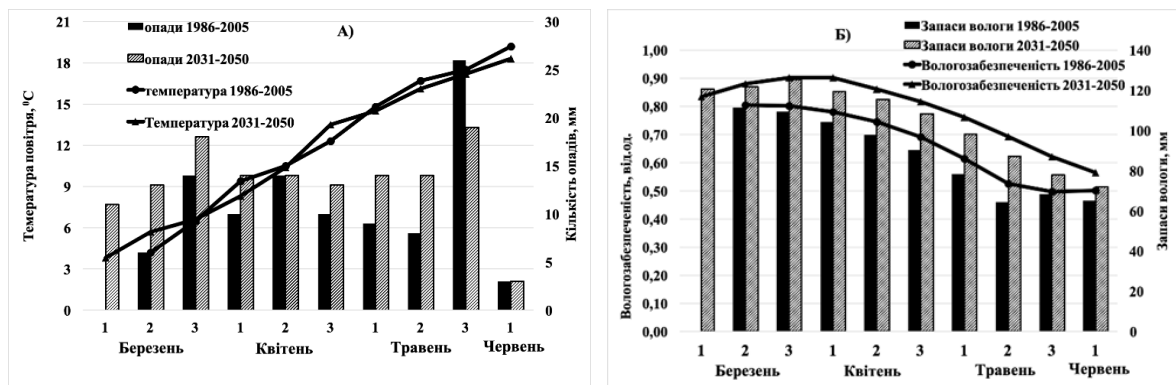 А)
опади 1986-2005
опади 2031-2050
температура 1986-2005
Температура 2031-2050
Темература повітря, ⁰С
21
18
15
12
9
6
3
0
Кількість опадів, мм
30
25
20
15
10
5
0
1 2 3 1 2 3 1 2 3 1
Березень Квітень Травень Червень
Б)
Запаси вологи 1986-2005
Запаси вологи 2031-2050
Вологозабезпеченість 1986-2005
Вологозабезпеченість 2031-2050
Вологозабезпеченість, від.од.
1,00
0,90
0,80
0,70
0,60
0,50
0,40
0,30
0,20
0,10
0,00
Запаси вологи, мм
140
120
100
80
60
40
20
0
1 2 3 1 2 3 1 2 3 1
Березень Квітень Травень Червень